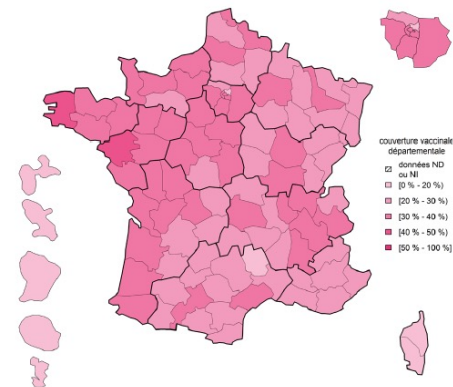 couverture vaccinale
départementale
données ND
ou NI
[0 % - 20 %)
[20 % - 30 %)
[30 % - 40 %)
[40 % - 50 %)
[50 % - 100 %]